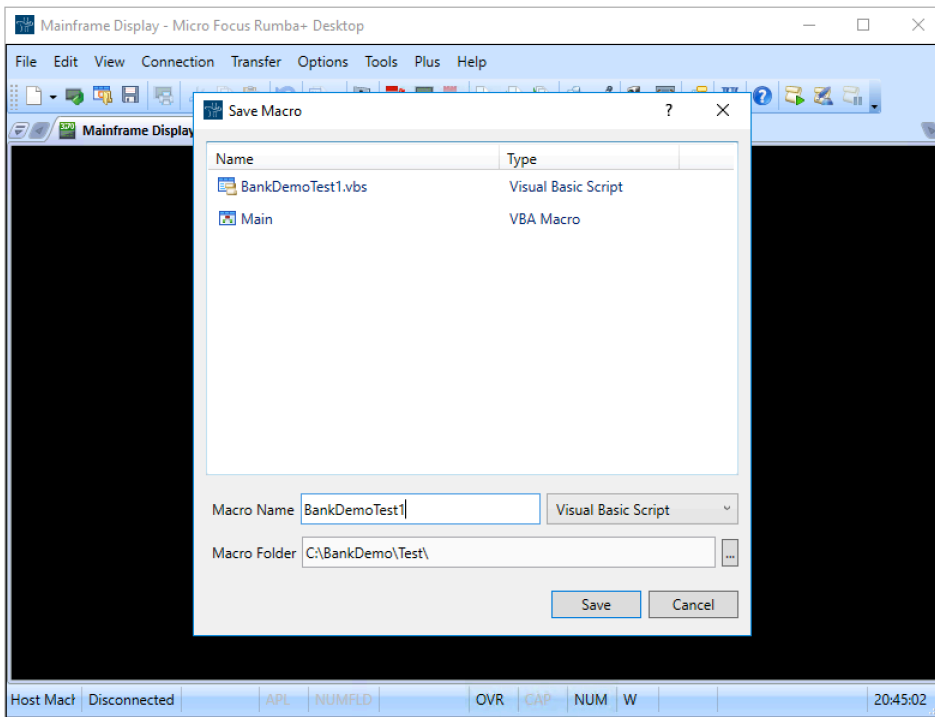 Mainframe Display - Micro Focus Rumba+ Desktop
File Edit View Connection Transfer Options Tools Plus Help
Mainframe Display
Save Macro ?
Name Type
BankDemoTest1.vbs Visual Basic Script
Main VBA Macro
Macro Name BankDemoTest1 Visual Basic Script
Macro Folder C:\BankDemo\Test\ ...
Save Cancel
Host Mach Disconnected APL NUMFLD OVR CAP NUM W 20:45:02